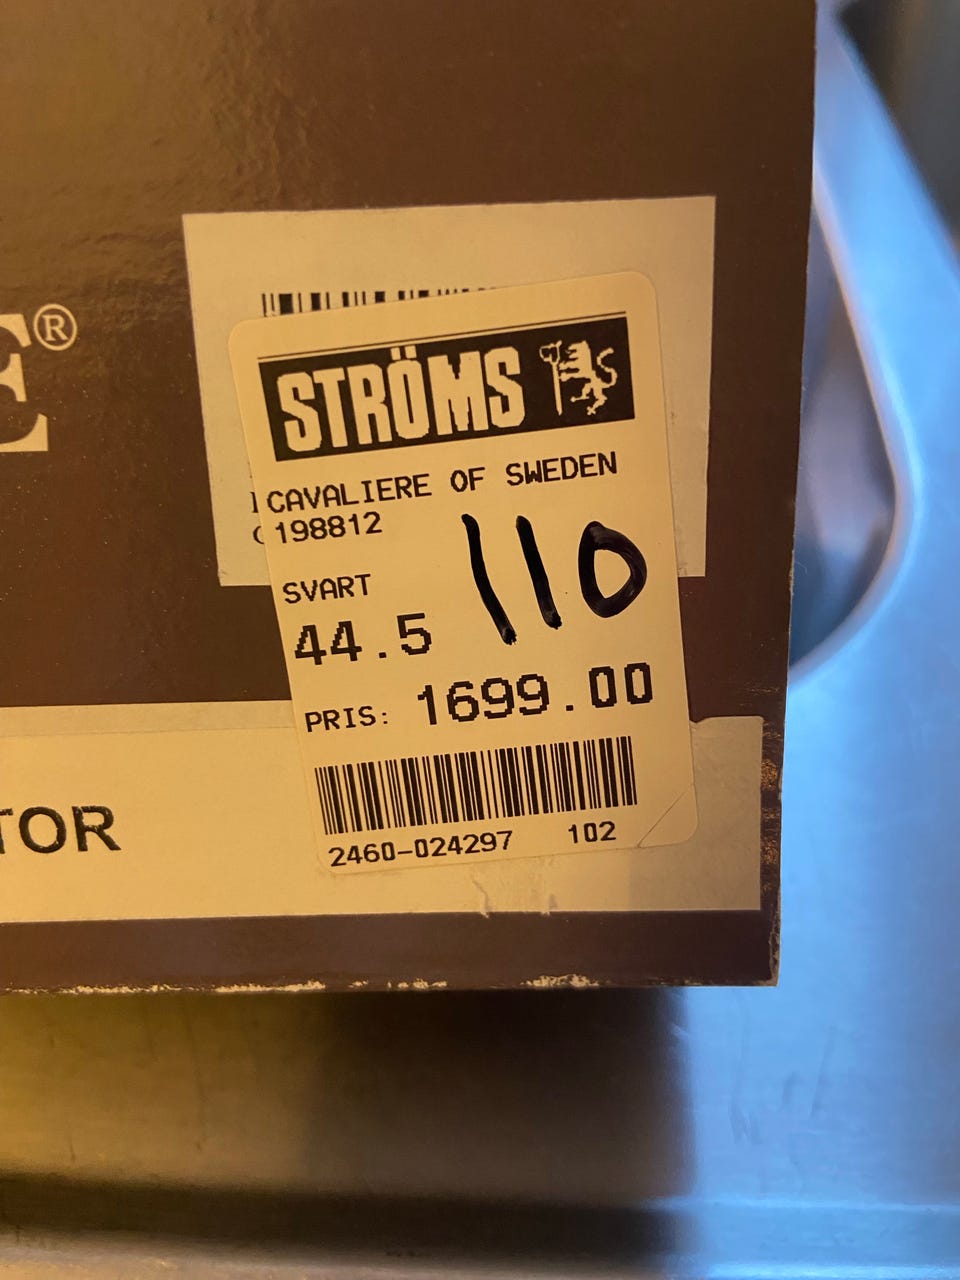 E®
STRÖMS
CAVALIERE OF SWEDEN
198812
110
SVART
44.5
PRIS: 1699.00
TOR
2460-024297 102